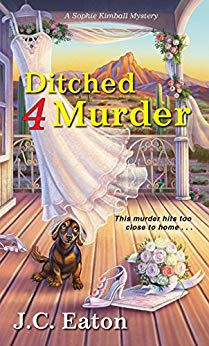 A Sophie Kimball Mystery
Ditched
4 Murder
This murder hits too
close to home . . .
J.C. Eaton